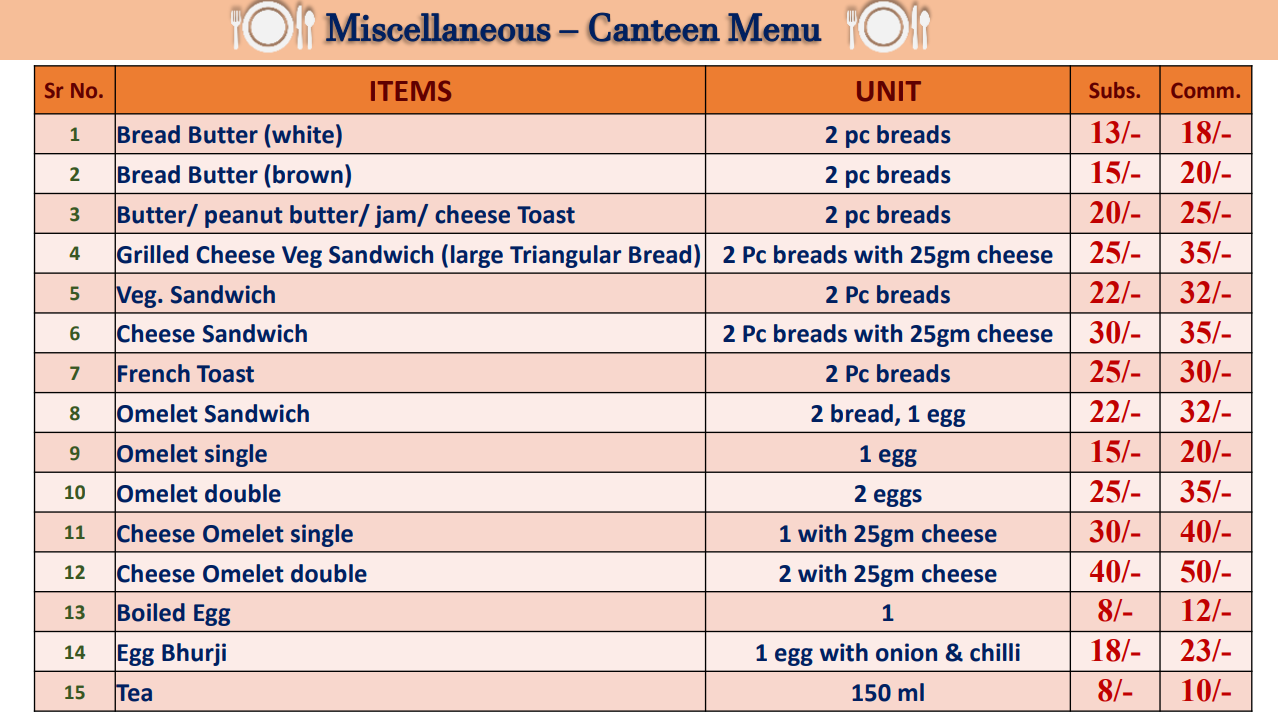 Miscellaneous – Canteen Menu
Sr No. ITEMS UNIT Subs. Comm.
1 Bread Butter (white) 2 pc breads 13/- 18/-
2 Bread Butter (brown) 2 pc breads 15/- 20/-
3 Butter/ peanut butter/ jam/ cheese Toast 2 pc breads 20/- 25/-
4 Grilled Cheese Veg Sandwich (large Triangular Bread) 2 Pc breads with 25gm cheese 25/- 35/-
5 Veg. Sandwich 2 Pc breads 22/- 32/-
6 Cheese Sandwich 2 Pc breads with 25gm cheese 30/- 35/-
7 French Toast 2 Pc breads 25/- 30/-
8 Omelet Sandwich 2 bread, 1 egg 22/- 32/-
9 Omelet single 1 egg 15/- 20/-
10 Omelet double 2 eggs 25/- 35/-
11 Cheese Omelet single 1 with 25gm cheese 30/- 40/-
12 Cheese Omelet double 2 with 25gm cheese 40/- 50/-
13 Boiled Egg 1 8/- 12/-
14 Egg Bhurji 1 egg with onion & chilli 18/- 23/-
15 Tea 150 ml 8/- 10/-